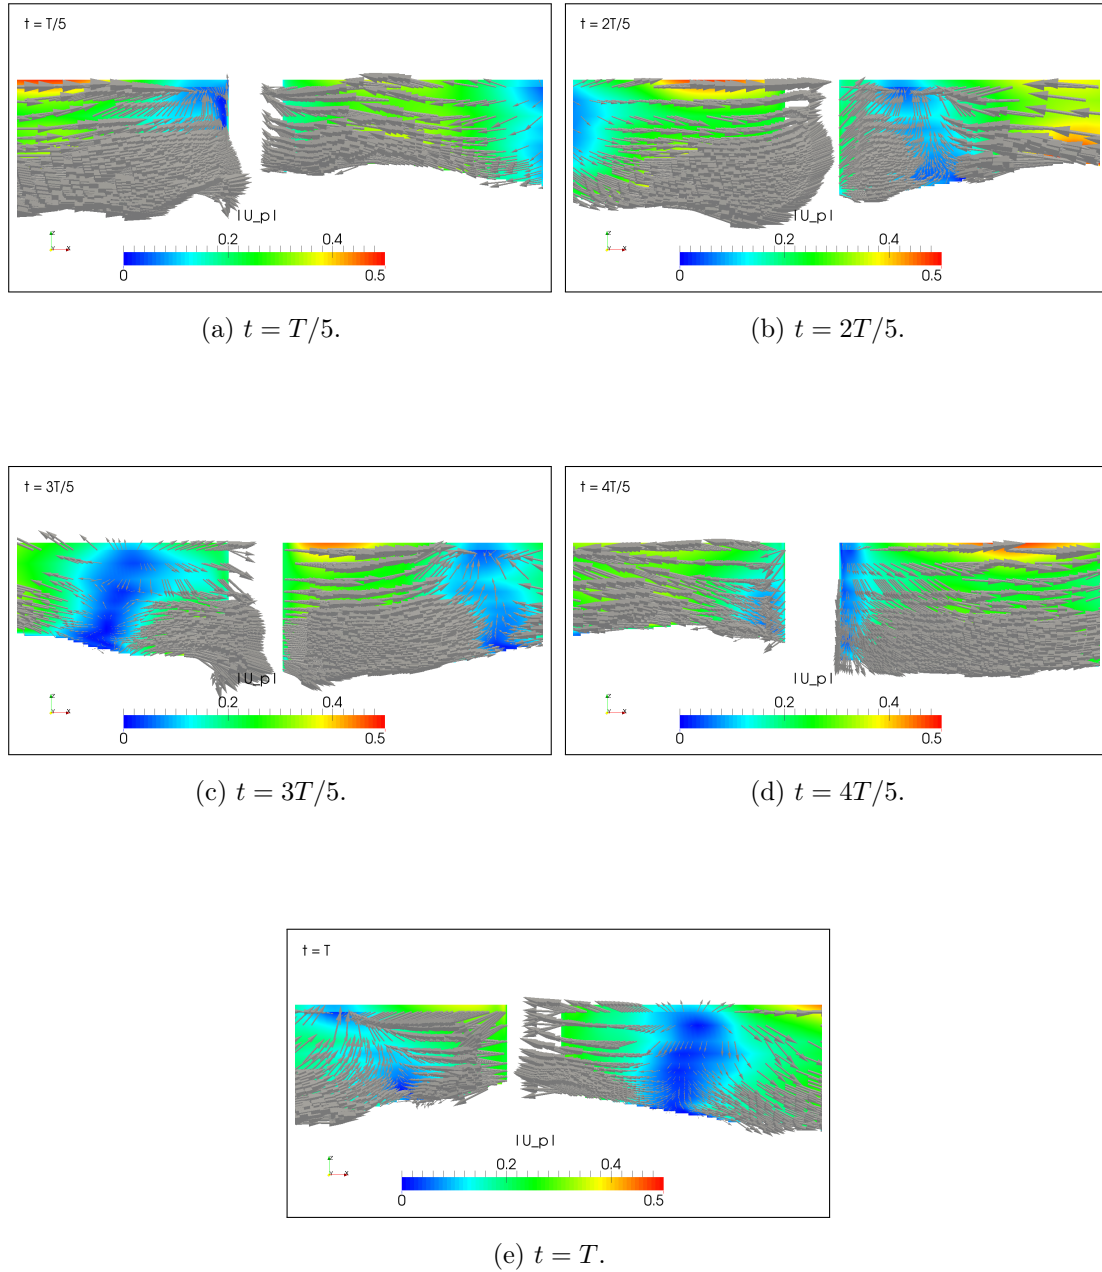 t = T/5
|U_p|
0.2 0.4
0 0.5
(a) t = T/5.
t = 2T/5
|U_p|
0.2 0.4
0 0.5
(b) t = 2T/5.
t = 3T/5
|U_p|
0.2 0.4
0 0.5
(c) t = 3T/5.
t = 4T/5
|U_p|
0.2 0.4
0 0.5
(d) t = 4T/5.
t = T
|U_p|
0.2 0.4
0 0.5
(e) t = T.